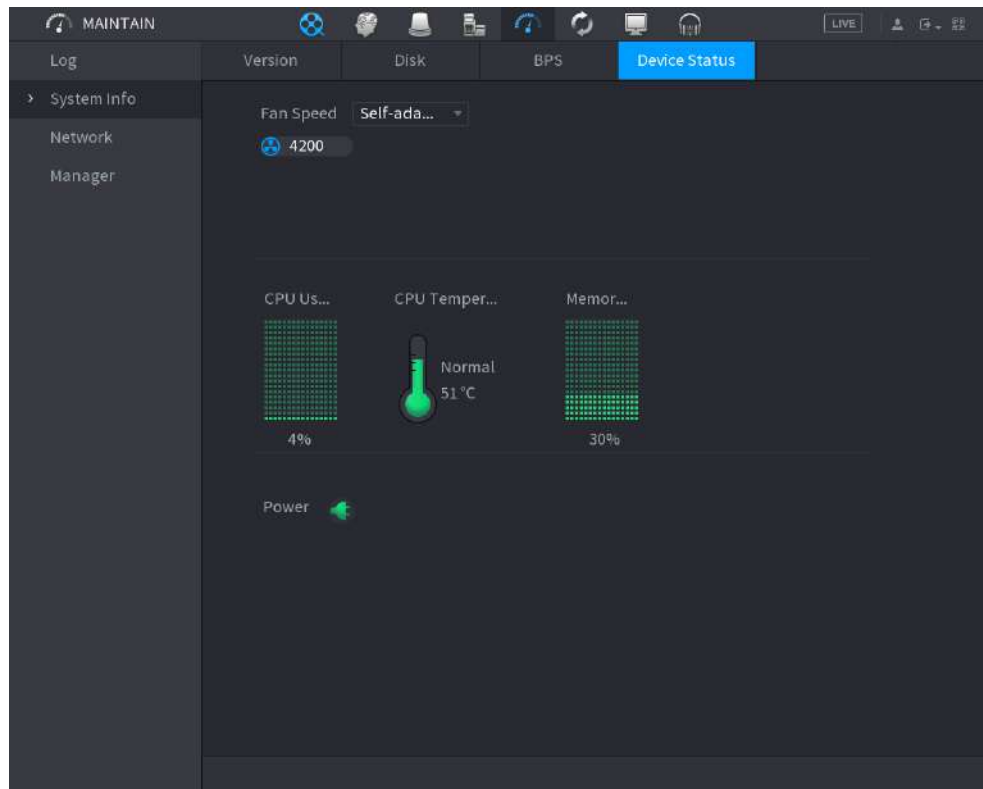 MAINTAIN
LIVE
Log
Version
Disk
BPS
Device Status
System Info
Network
Manager
Fan Speed
Self-ada...
4200
CPU Us...
CPU Temper...
Memor...
Normal
51°C
4%
30%
Power